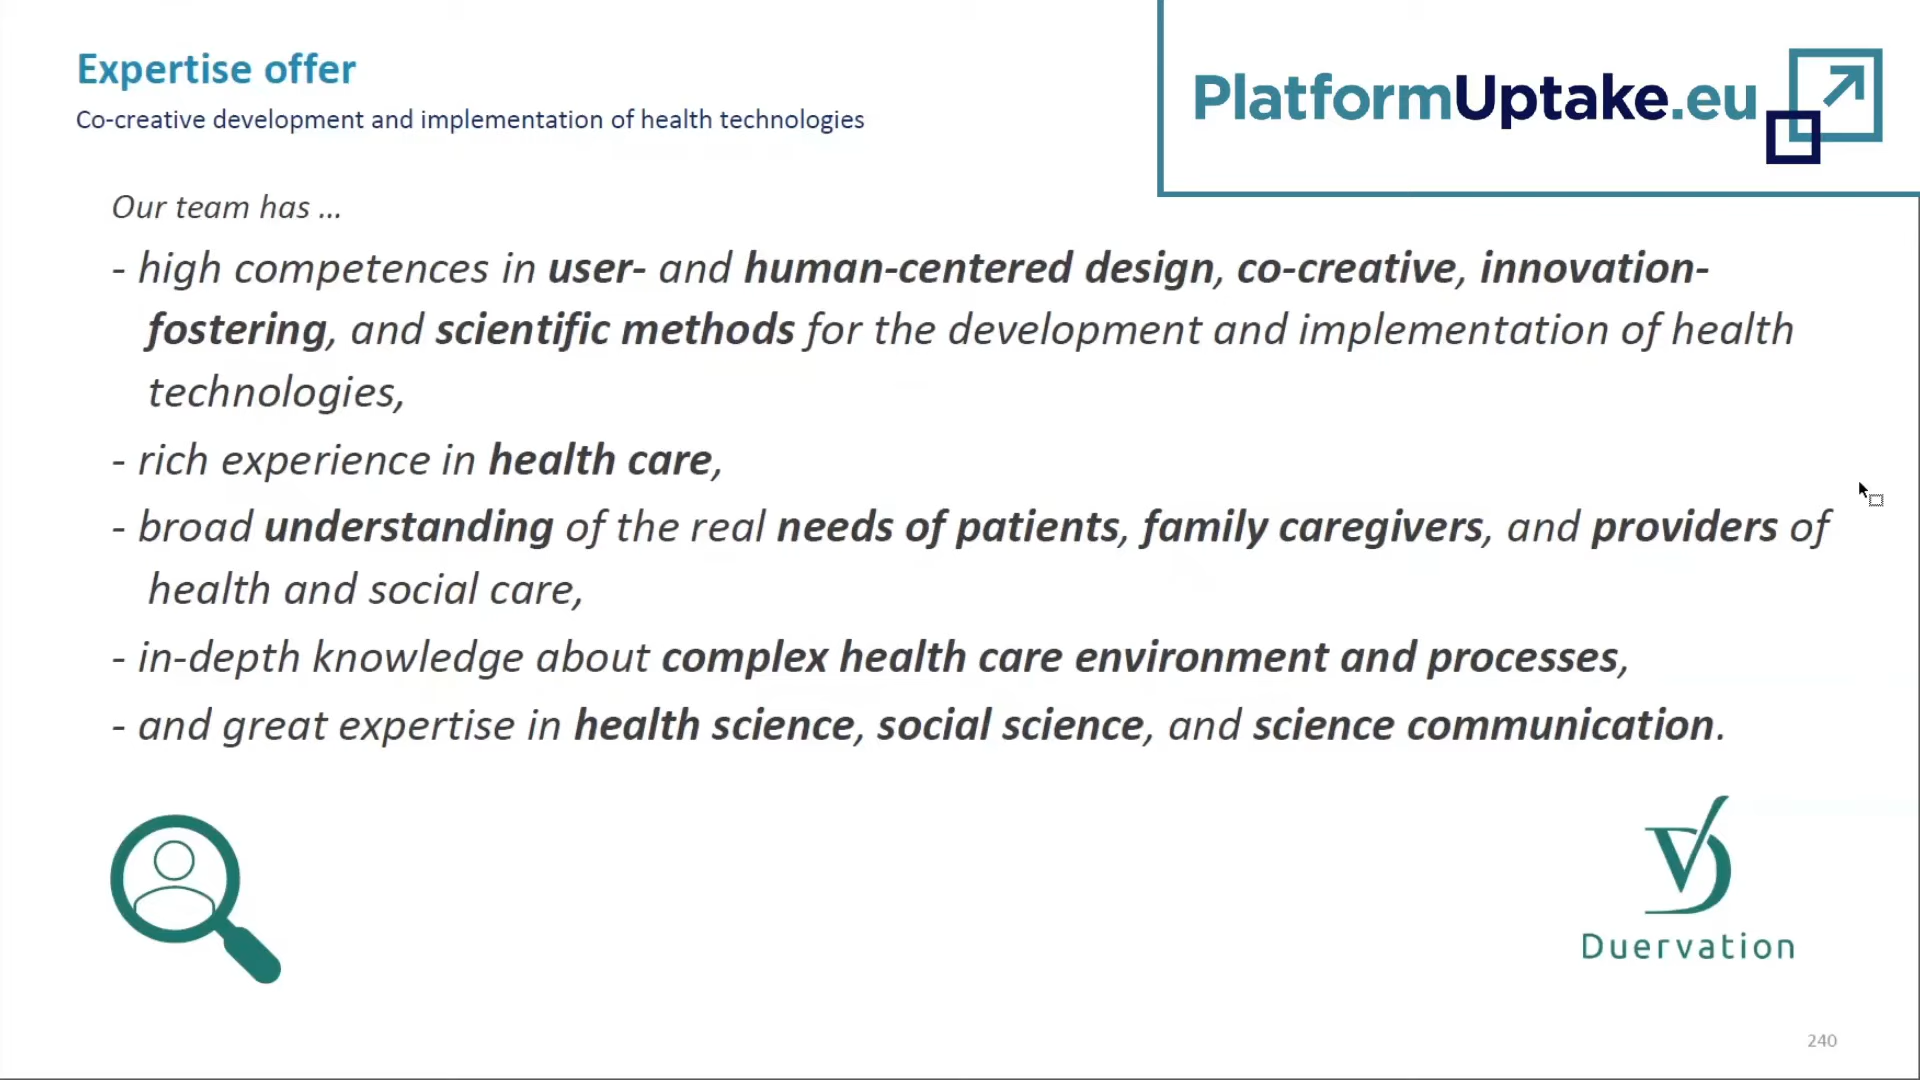 Expertise offer
PlatformUptake.eu
Co-creative development and implementation of health technologies
Our team has ...
- high competences in user- and human-centered design, co-creative, innovation-
fostering, and scientific methods for the development and implementation of health
technologies,
- rich experience in health care,
- broad understanding of the real needs of patients, family caregivers, and providers of
health and social care,
- in-depth knowledge about complex health care environment and processes,
- and great expertise in health science, social science, and science communication.
Duervation
240